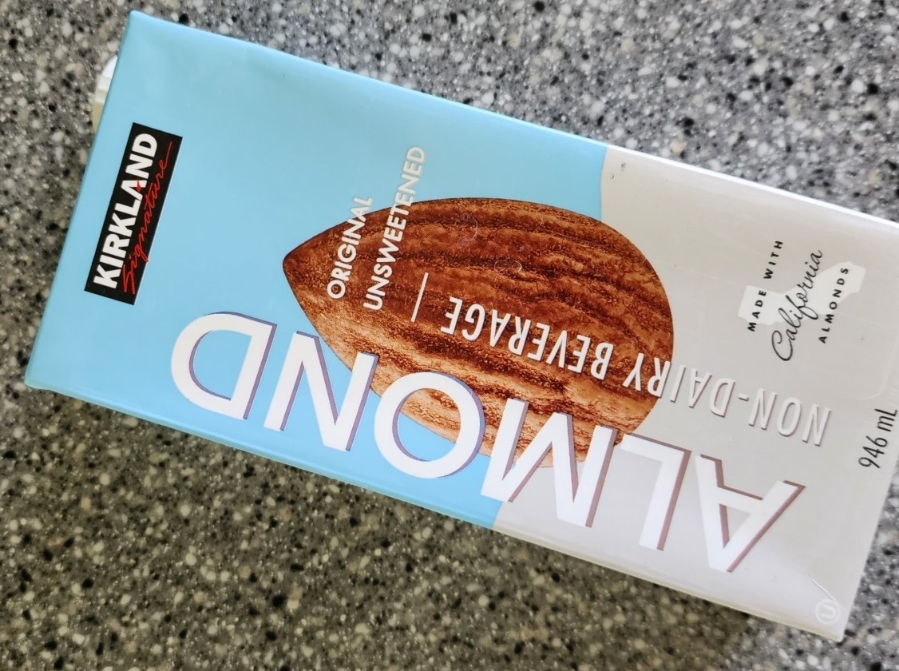 KIRKLAND
Signature
ORIGINAL
UNSWEETENED
ALMOND
NON-DAIRY BEVERAGE
MADE WITH
California
ALMONDS
946 mL
U